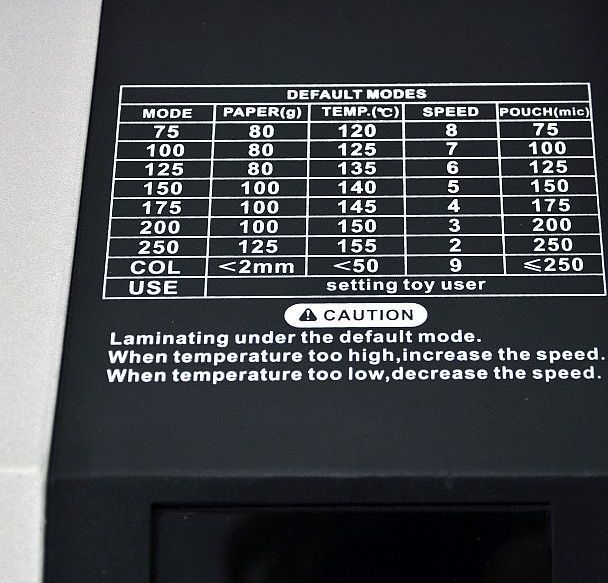 DEFAULT MODES
MODE PAPER(g) TEMP.(℃) SPEED POUCH(mic)
75 80 120 8 75
100 80 125 7 100
125 80 135 6 125
150 100 140 5 150
175 100 145 4 175
200 100 150 3 200
250 125 155 2 250
COL <2mm <50 9 ⩽250
USE setting toy user
CAUTION
Laminating under the default mode.
When temperature too high,increase the speed.
When temperature too low,decrease the speed.